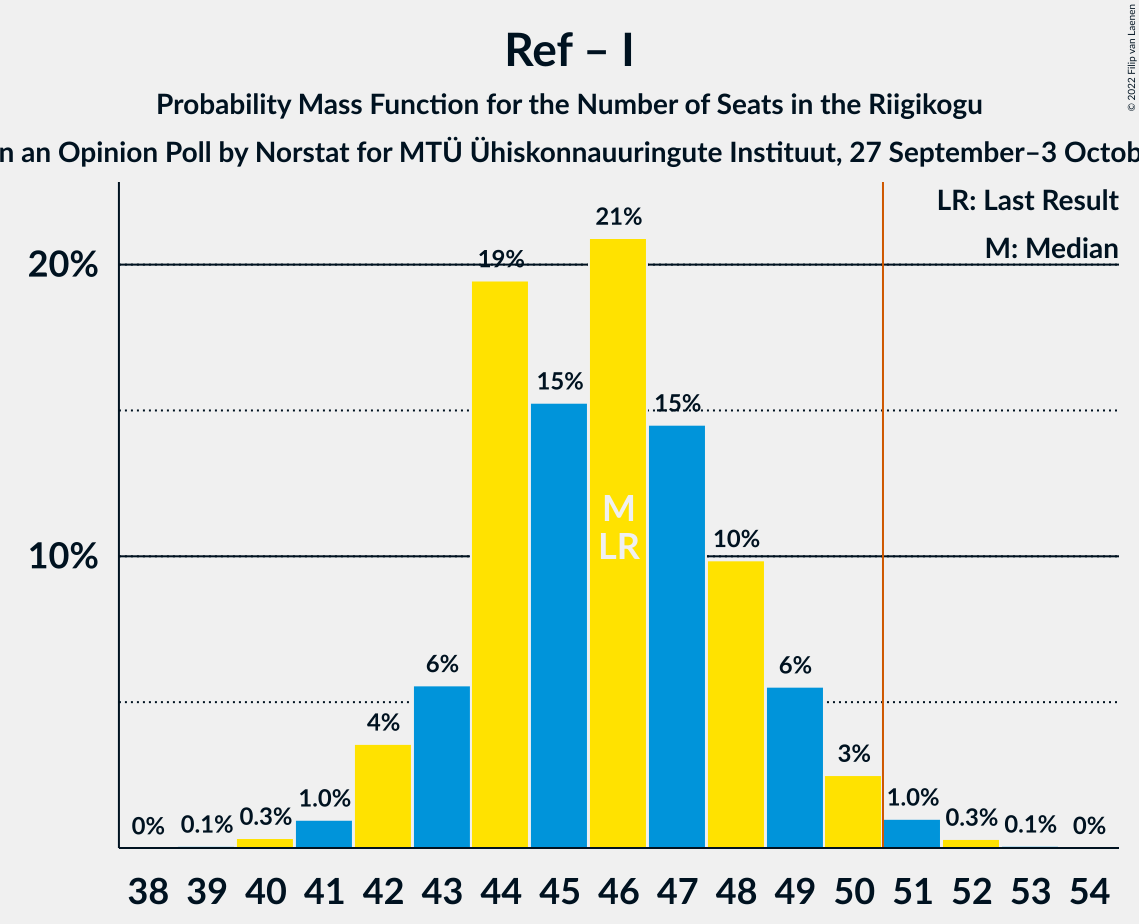 Ref – I
Probability Mass Function for the Number of Seats in the Riigikogu
n an Opinion Poll by Norstat for MTÜ Ühiskonnauuringute Instituut, 27 September–3 Octob
© 2022 Filip van Laenen
LR: Last Result
M: Median
20%
10%
0%
0.1%
0.3%
1.0%
4%
6%
19%
15%
21%
15%
10%
6%
3%
1.0%
0.3%
0.1%
0%
M
LR
38 39 40 41 42 43 44 45 46 47 48 49 50 51 52 53 54